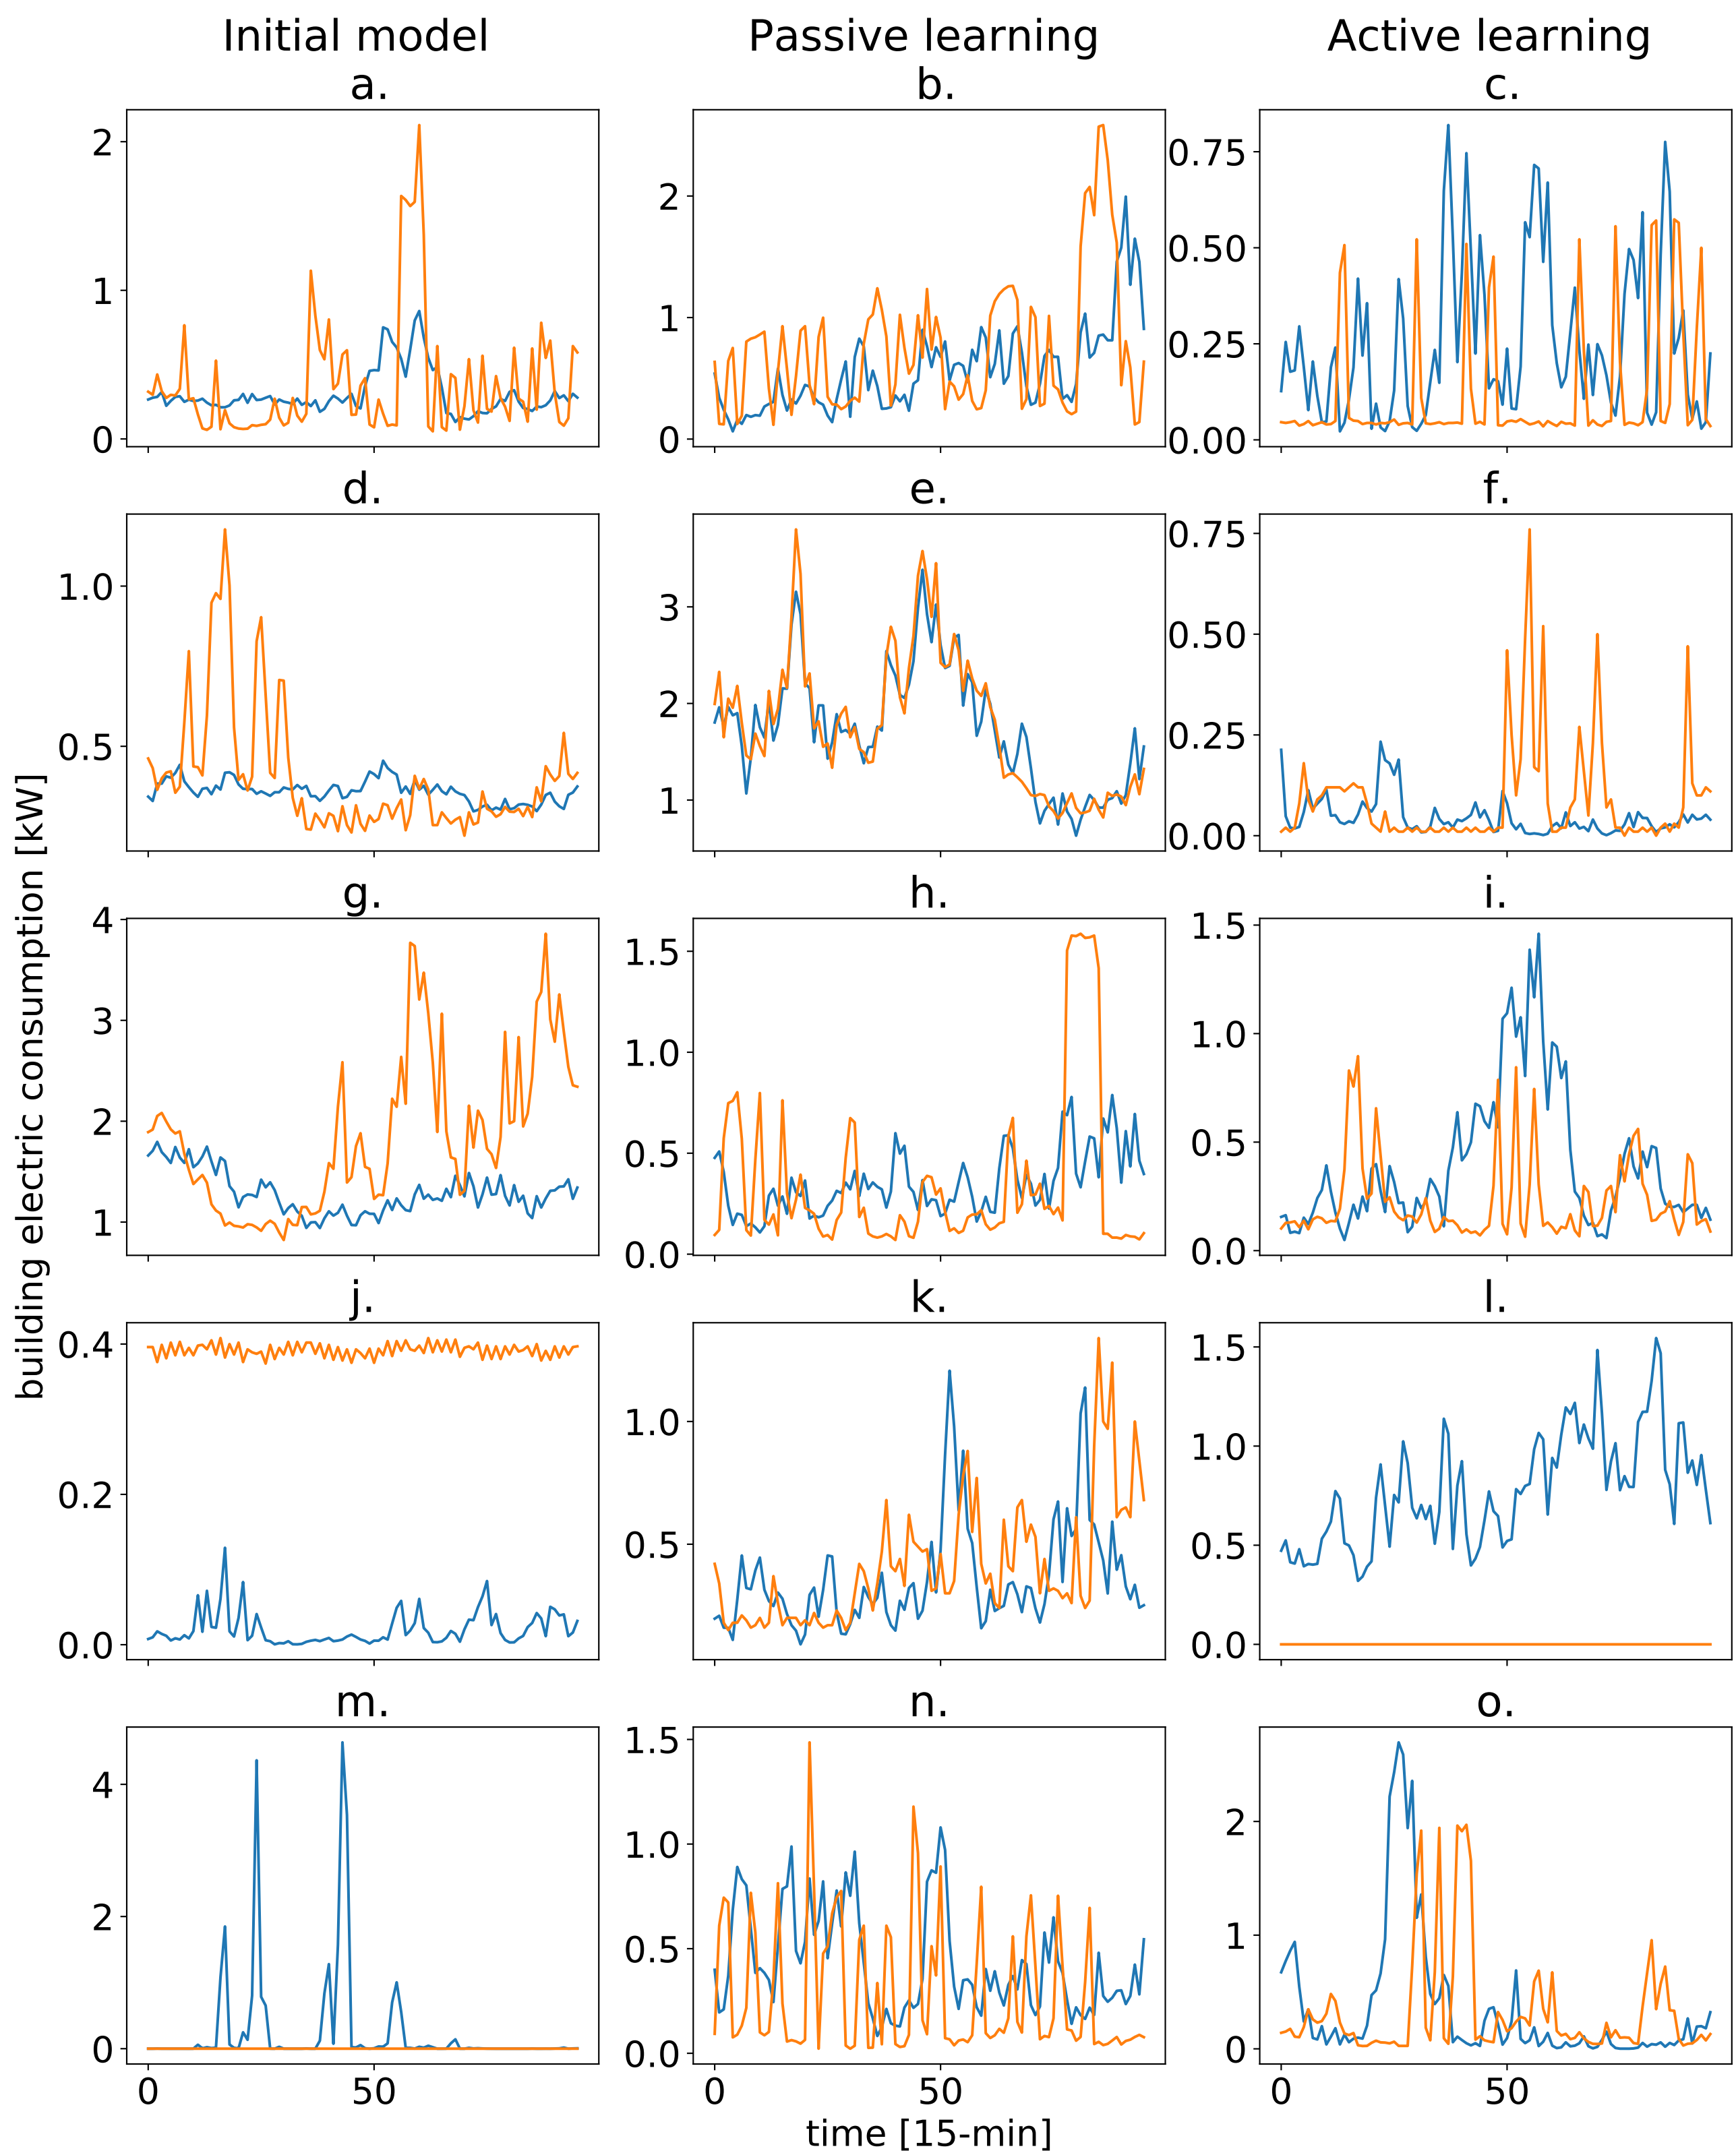 Initial model
Passive learning
Active learning
a.
b.
c.
2
1
0
2
1
0
0.75
0.50
0.25
0.00
d.
e.
f.
1.0
0.5
3
2
1
0.75
0.50
0.25
0.00
g.
h.
i.
4
3
2
1
1.5
1.0
0.5
0.0
1.5
1.0
0.5
0.0
j.
k.
l.
0.4
0.2
0.0
1.0
0.5
1.5
1.0
0.5
0.0
m.
n.
o.
4
2
0
1.5
1.0
0.5
0.0
2
1
0
0
50
0
50
0
50
building electric consumption [kW]
time [15-min]